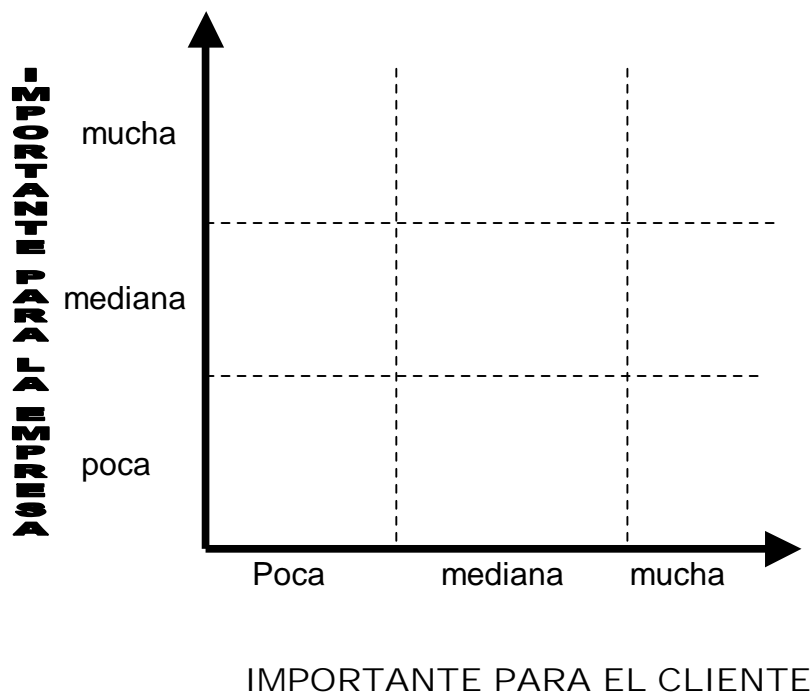 IMPORTANTE PARA LA EMPRESA
mucha
mediana
poca
Poca mediana mucha
IMPORTANTE PARA EL CLIENTE